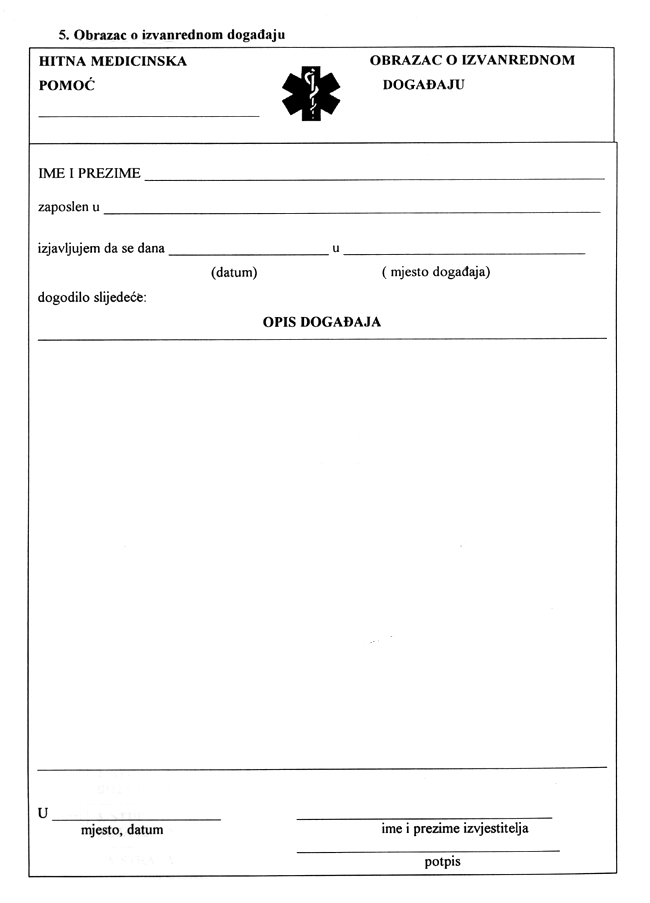 5. Obrazac o izvanrednom događaju
HITNA MEDICINSKA
POMOĆ
OBRAZAC O IZVANREDNOM
DOGAĐAJU
IME I PREZIME
zaposlen u
izjavljujem da se dana u
(datum) ( mjesto događaja)
dogodilo slijedeće:
OPIS DOGAĐAJA
U
mjesto, datum
ime i prezime izvjestitelja
potpis